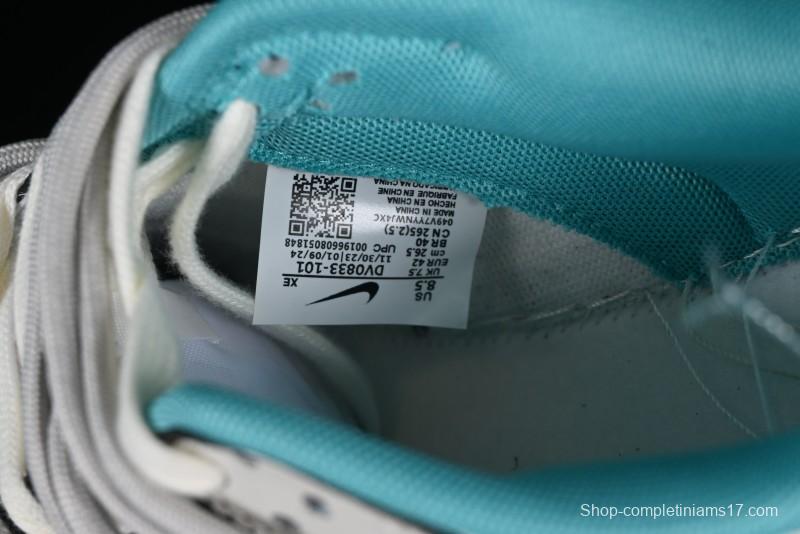 US
8.5
XE
UK 7.5
EUR 42
cm 26.5
BR 40
CN 265(2.5)
DV0833-101
11/30/23|01/09/24
UPC 00196608051848
049V7YYNWJ4XC
MADE IN CHINA
HECHO EN CHINA
FABRIQUE EN CHINE
FABRICADO NA CHINA
Shop-completiniams17.com